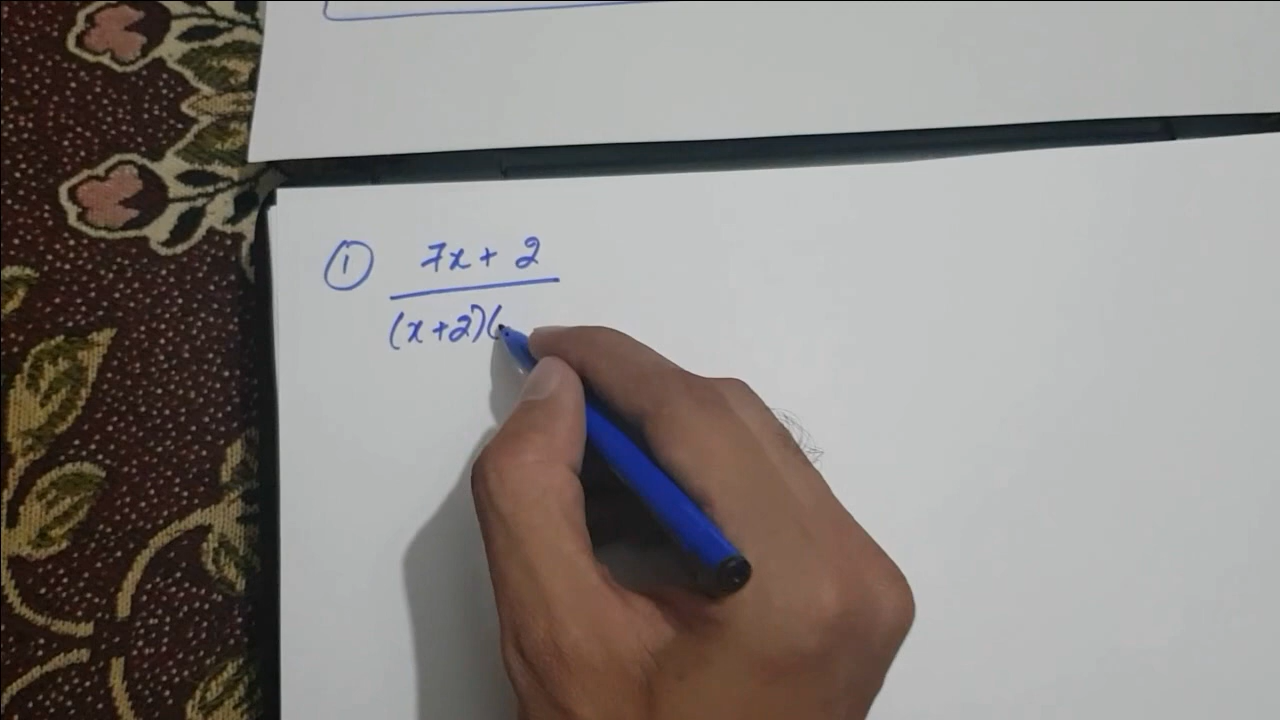 ① 7x + 2
(x+2)(